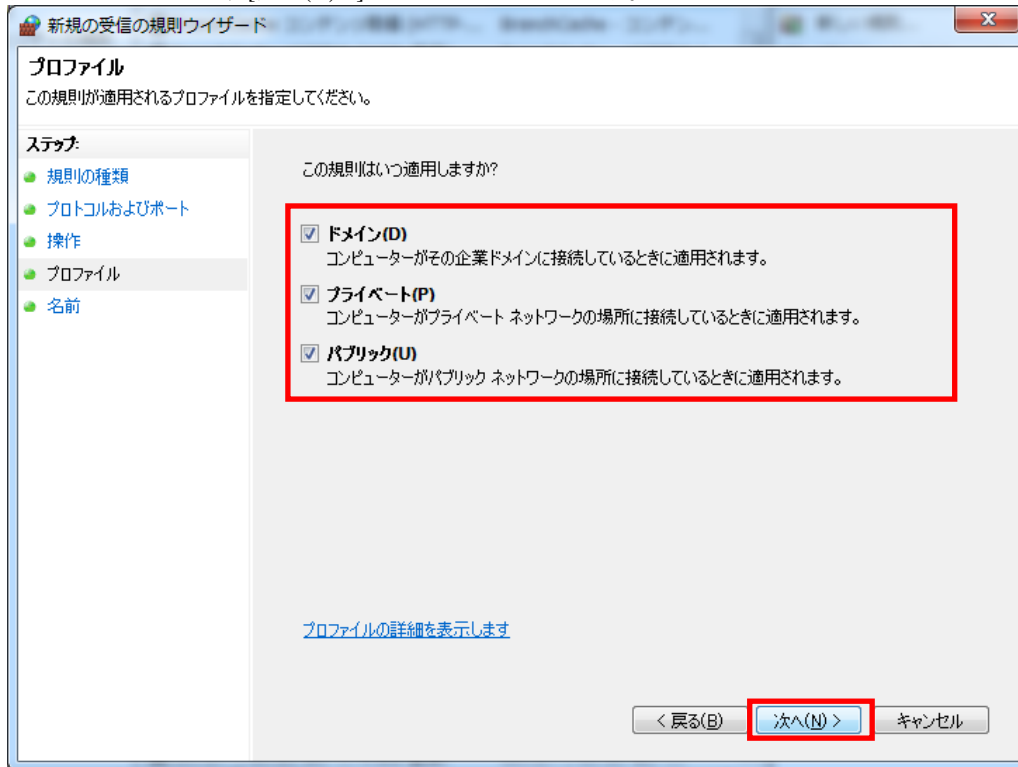 新規の受信の規則ウイザード
プロファイル
この規則が適用されるプロファイルを指定してください。
ステップ:
規則の種類
プロトコルおよびポート
操作
プロファイル
名前
この規則はいつ適用しますか?
ドメイン(D)
コンピューターがその企業ドメインに接続しているときに適用されます。
プライベート(P)
コンピューターがプライベート ネットワークの場所に接続しているときに適用されます。
パブリック(U)
コンピューターがパブリック ネットワークの場所に接続しているときに適用されます。
プロファイルの詳細を表示します
< 戻る(B) 次へ(N) > キャンセル